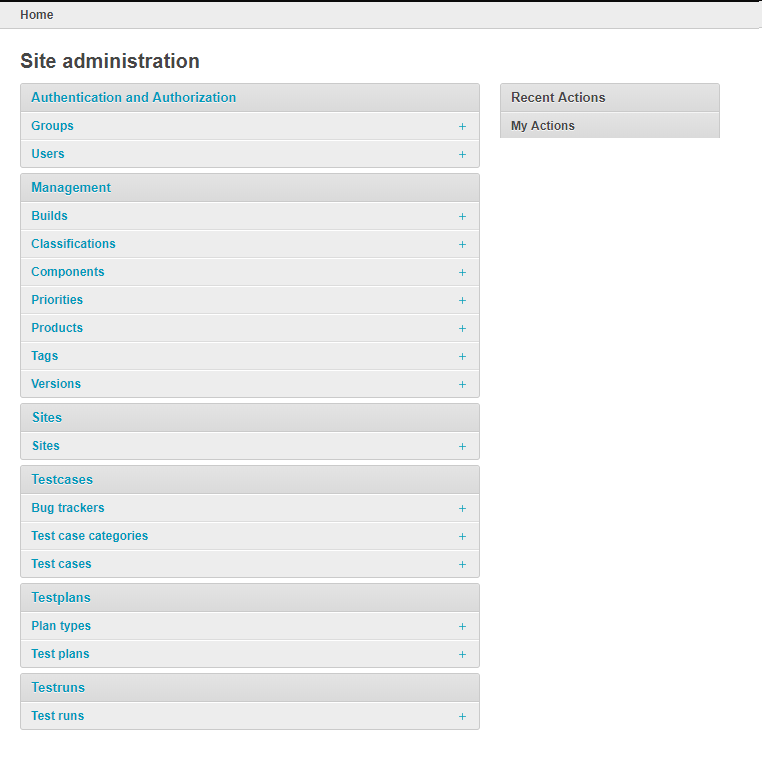 Home
Site administration
Authentication and Authorization
Groups +
Users +
Management
Builds +
Classifications +
Components +
Priorities +
Products +
Tags +
Versions +
Sites
Sites +
Testcases
Bug trackers +
Test case categories +
Test cases +
Testplans
Plan types +
Test plans +
Testruns
Test runs +
Recent Actions
My Actions